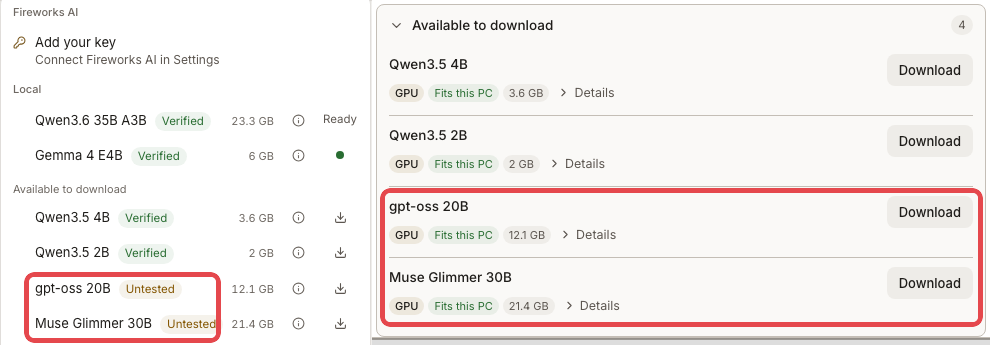 Fireworks AI
Add your key
Connect Fireworks AI in Settings
Local
Qwen3.6 35B A3B Verified 23.3 GB Ready
Gemma 4 E4B Verified 6 GB
Available to download
Qwen3.5 4B Verified 3.6 GB
Qwen3.5 2B Verified 2 GB
gpt-oss 20B Untested 12.1 GB
Muse Glimmer 30B Untested 21.4 GB
Available to download 4
Qwen3.5 4B
Download
GPU Fits this PC 3.6 GB Details
Qwen3.5 2B
Download
GPU Fits this PC 2 GB Details
gpt-oss 20B
Download
GPU Fits this PC 12.1 GB Details
Muse Glimmer 30B
Download
GPU Fits this PC 21.4 GB Details